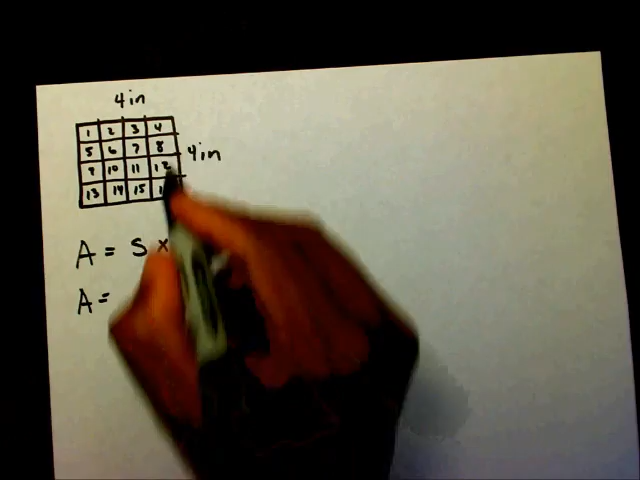 4in
1 2 3 4
5 6 7 8 4in
9 10 11 12
13 14 15
A = S x
A =